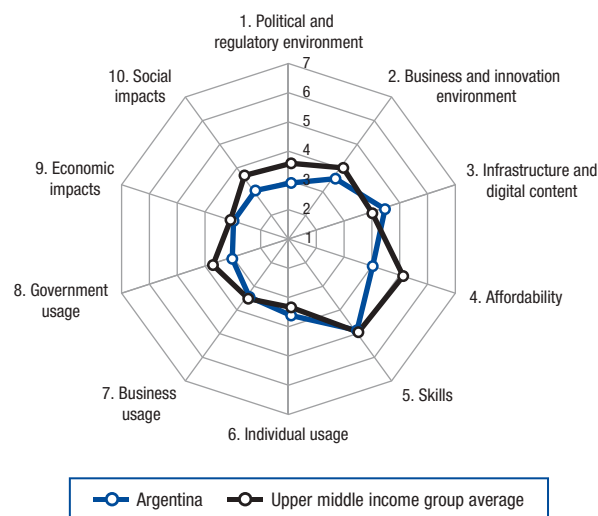 1. Political and
regulatory environment
2. Business and innovation
environment
3. Infrastructure and
digital content
4. Affordability
5. Skills
6. Individual usage
7. Business
usage
8. Government
usage
9. Economic
impacts
10. Social
impacts
7
6
5
4
3
2
1
Argentina
Upper middle income group average